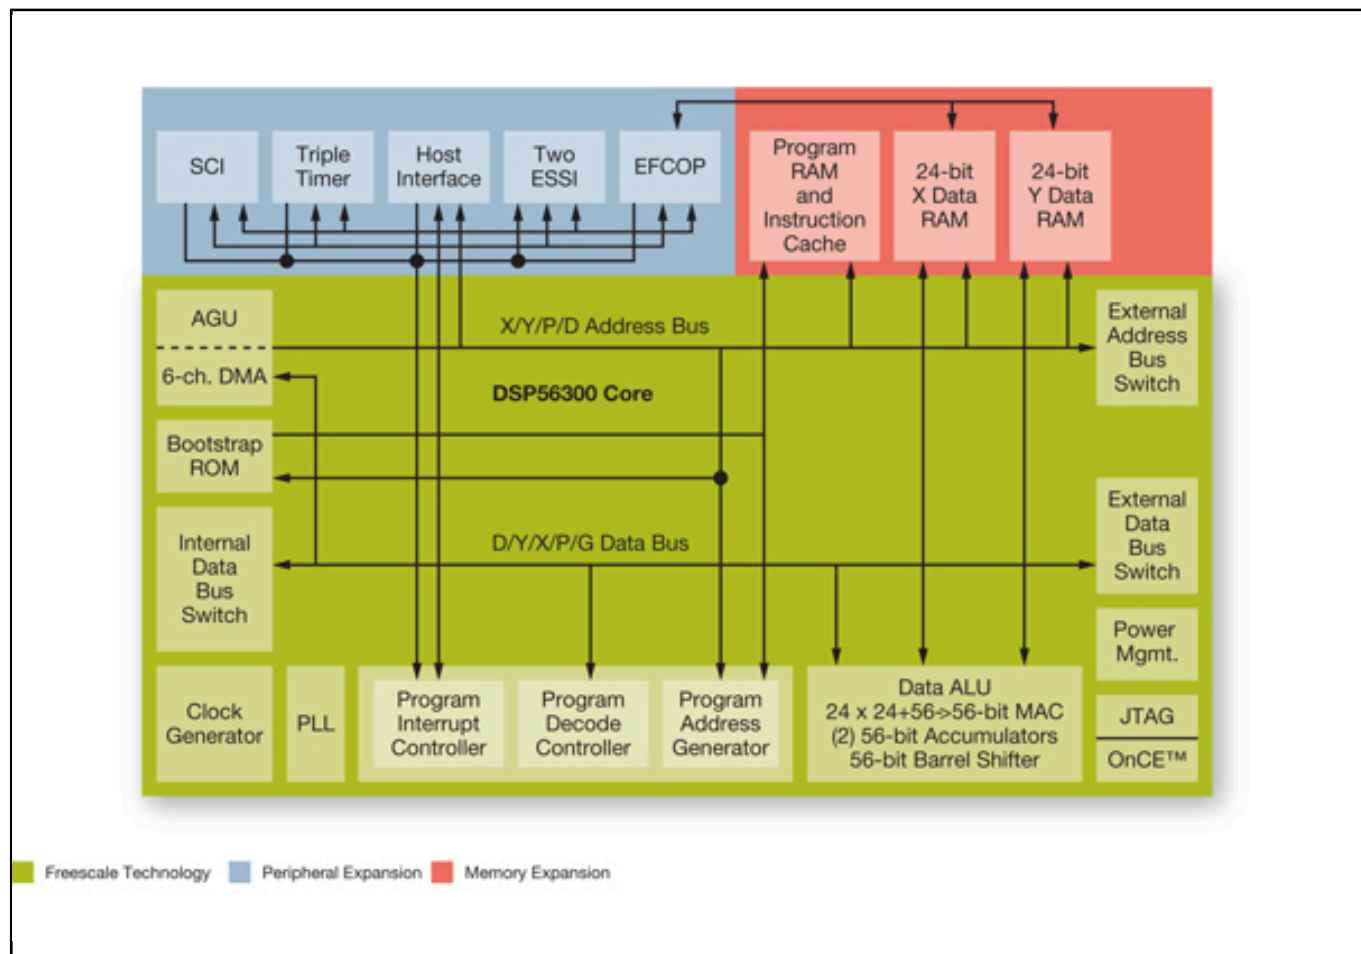 SCI
Triple
Timer
Host
Interface
Two
ESSI
EFCOP
Program
RAM
and
Instruction
Cache
24-bit
X Data
RAM
24-bit
Y Data
RAM
AGU
6-ch. DMA
X/Y/P/D Address Bus
External
Address
Bus
Switch
DSP56300 Core
Bootstrap
ROM
Internal
Data
Bus
Switch
D/Y/X/P/G Data Bus
External
Data
Bus
Switch
Power
Mgmt.
Clock
Generator
PLL
Program
Interrupt
Controller
Program
Decode
Controller
Program
Address
Generator
Data ALU
24 x 24+56->56-bit MAC
(2) 56-bit Accumulators
56-bit Barrel Shifter
JTAG
OnCE™
Freescale Technology
Peripheral Expansion
Memory Expansion